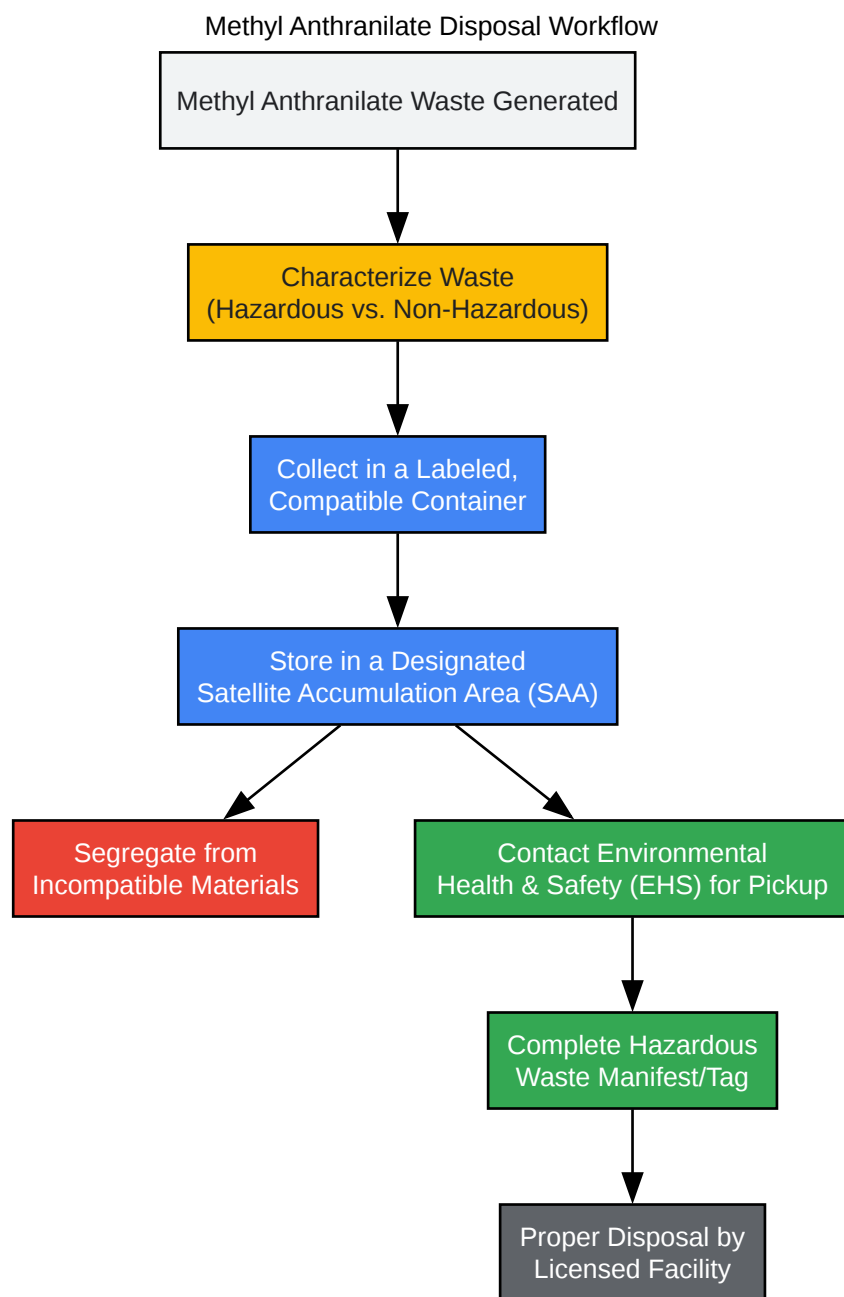 Methyl Anthranilate Disposal Workflow
Methyl Anthranilate Waste Generated
Characterize Waste
(Hazardous vs. Non-Hazardous)
Collect in a Labeled,
Compatible Container
Store in a Designated
Satellite Accumulation Area (SAA)
Segregate from
Incompatible Materials
Contact Environmental
Health & Safety (EHS) for Pickup
Complete Hazardous
Waste Manifest/Tag
Proper Disposal by
Licensed Facility